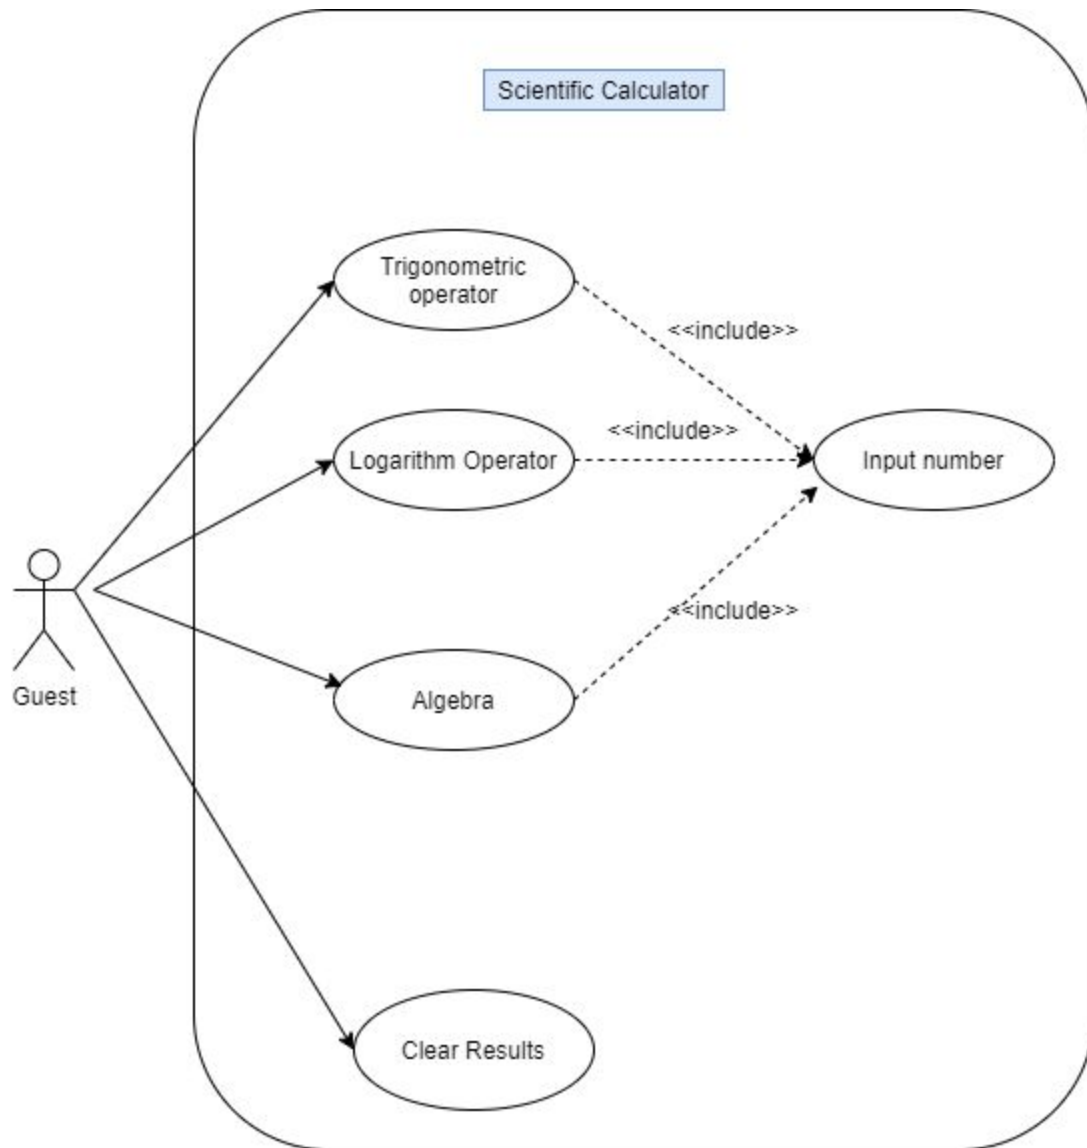 Scientific Calculator
Trigonometric
operator
<<include>>
Logarithm Operator
<<include>>
Input number
Guest
Algebra
<<include>>
Clear Results